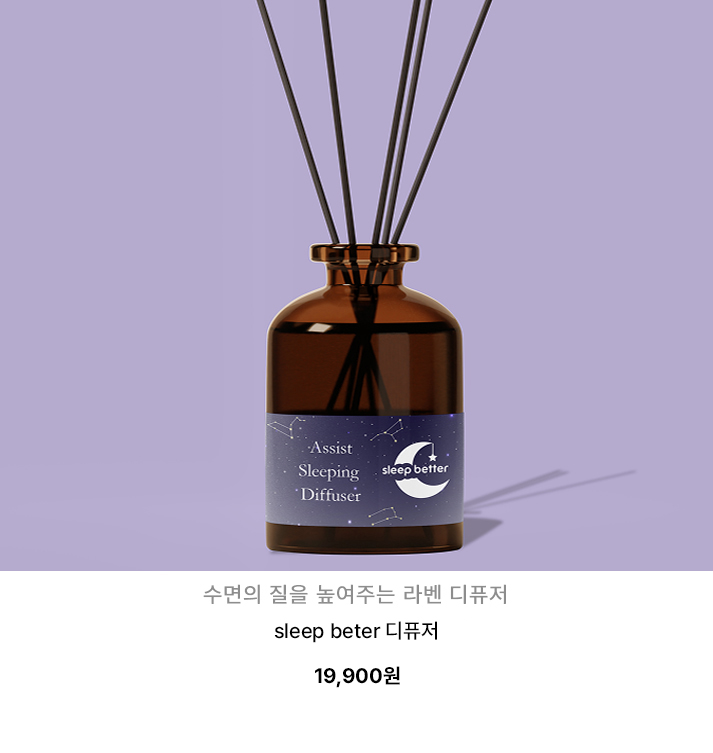 Assist
Sleeping
Diffuser
sleep better
수면의 질을 높여주는 라벤 디퓨저
sleep beter 디퓨저
19,900원